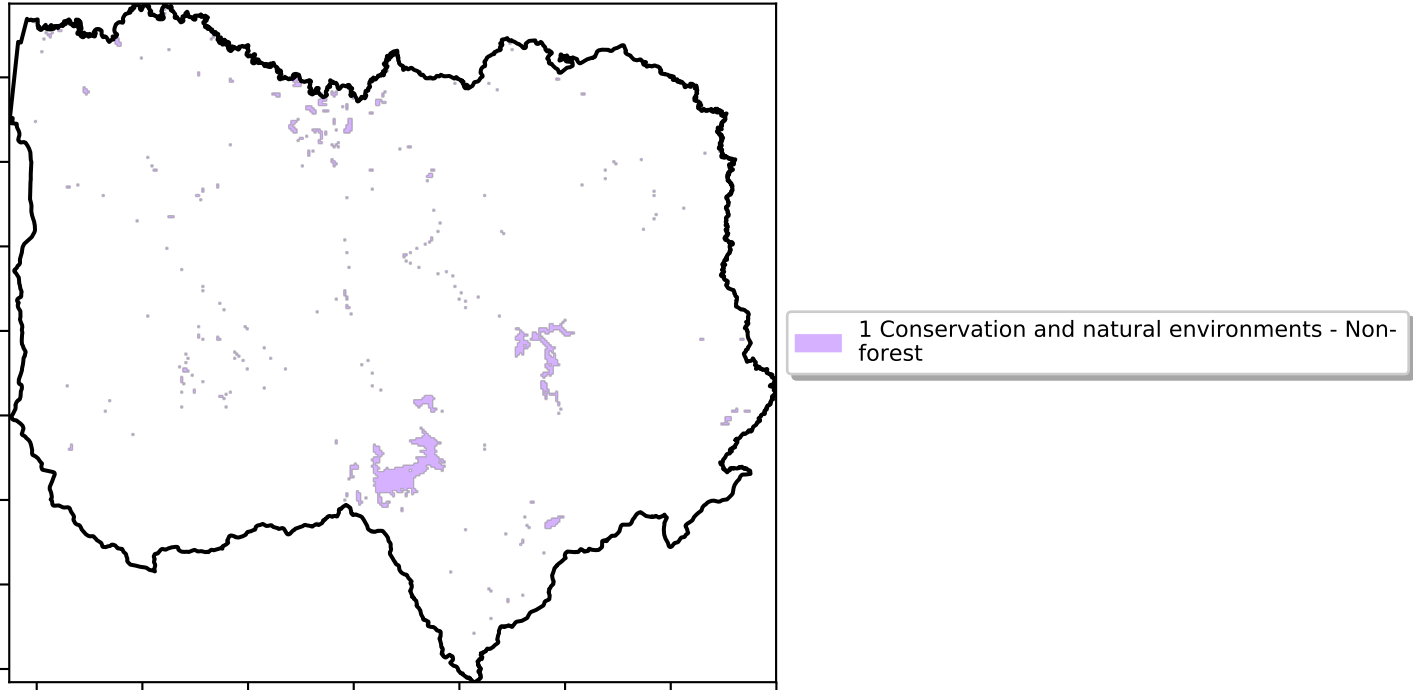 1 Conservation and natural environments - Non-
forest